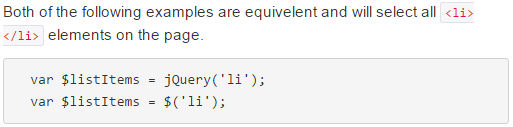 Both of the following examples are equivelent and will select all <li>
</li> elements on the page.
var $listItems = jQuery('li');
var $listItems = $('li');